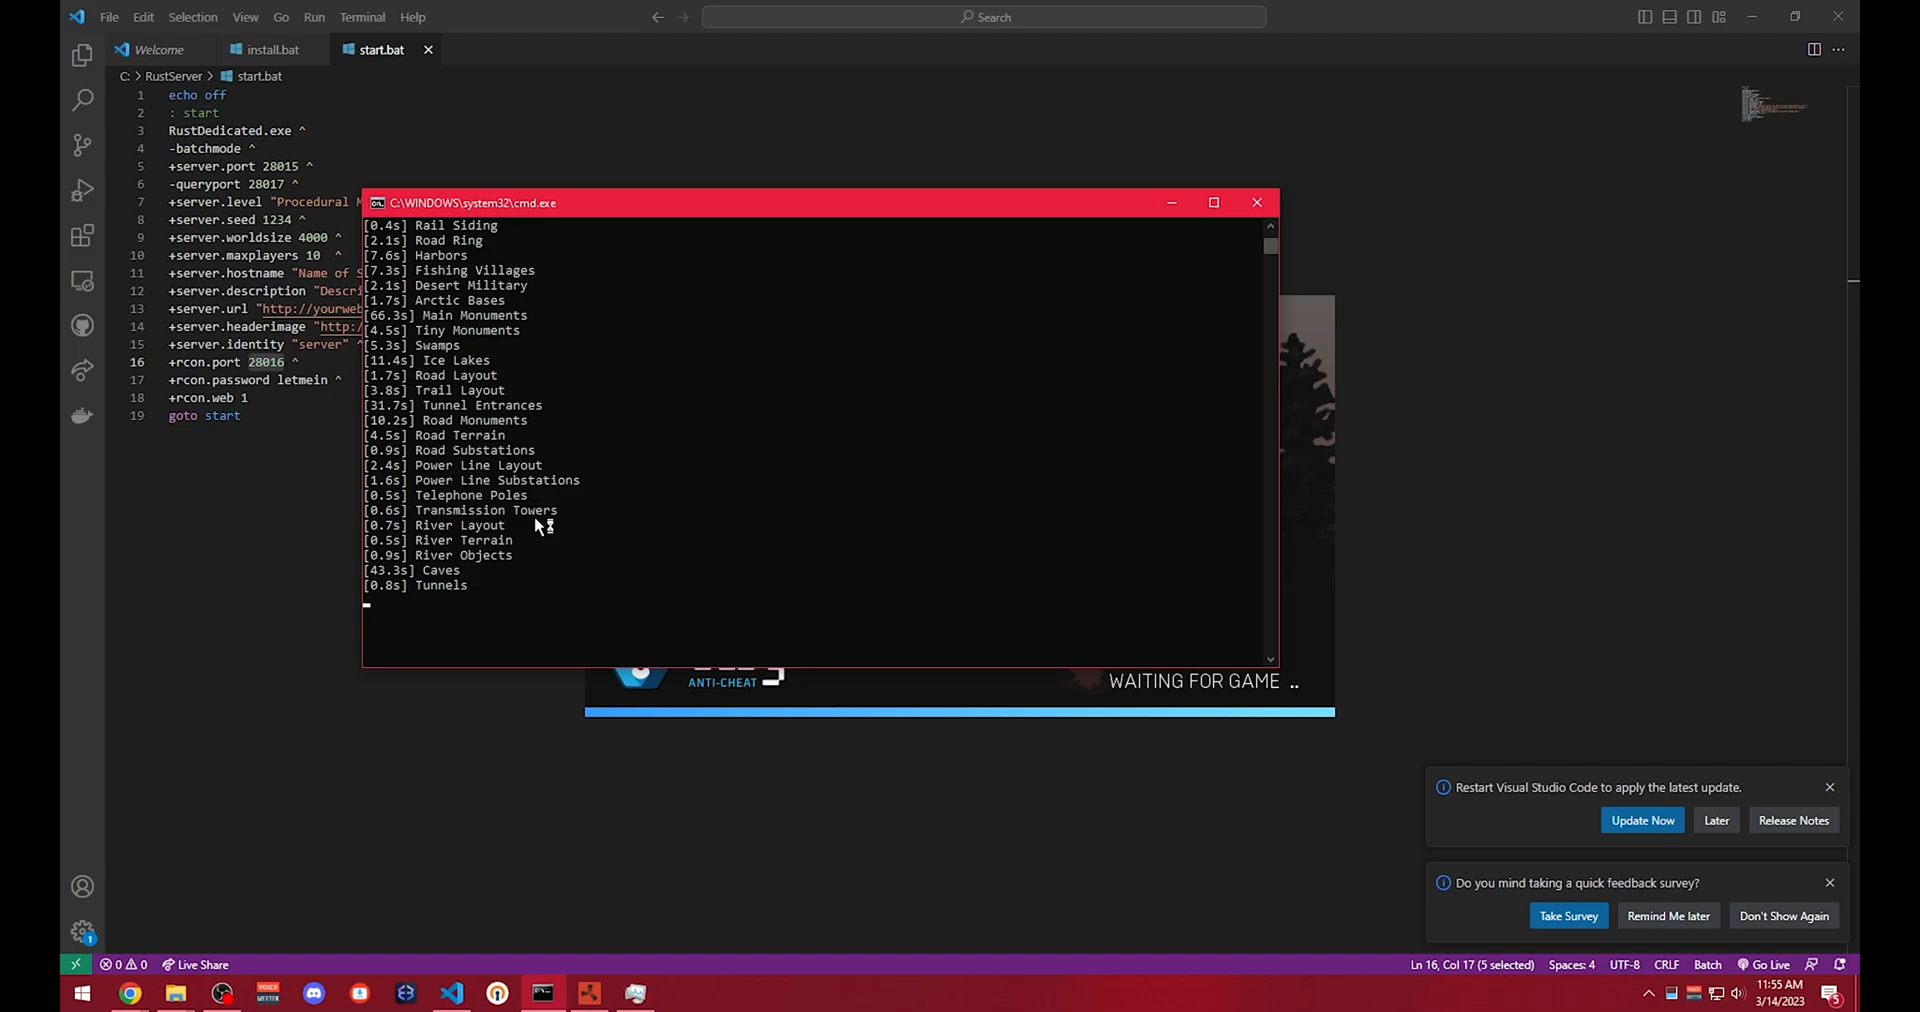 File Edit Selection View Go Run Terminal Help
Search
Welcome
install.bat
start.bat
C: > RustServer > start.bat
1 echo off
2 : start
3 RustDedicated.exe ^
4 -batchmode ^
5 +server.port 28015 ^
6 -queryport 28017 ^
7 +server.level "Procedural M
8 +server.seed 1234 ^
9 +server.worldsize 4000 ^
10 +server.maxplayers 10 ^
11 +server.hostname "Name of S
12 +server.description "Descri
13 +server.url "http://yourweb
14 +server.headerimage "http:/
15 +server.identity "server" ^
16 +rcon.port 28016 ^
17 +rcon.password letmein ^
18 +rcon.web 1
19 goto start
C:\WINDOWS\system32\cmd.exe
[0.4s] Rail Siding
[2.1s] Road Ring
[7.6s] Harbors
[7.3s] Fishing Villages
[2.1s] Desert Military
[1.7s] Arctic Bases
[66.3s] Main Monuments
[4.5s] Tiny Monuments
[5.3s] Swamps
[11.4s] Ice Lakes
[1.7s] Road Layout
[3.8s] Trail Layout
[31.7s] Tunnel Entrances
[10.2s] Road Monuments
[4.5s] Road Terrain
[0.9s] Road Substations
[2.4s] Power Line Layout
[1.6s] Power Line Substations
[0.5s] Telephone Poles
[0.6s] Transmission Towers
[0.7s] River Layout
[0.5s] River Terrain
[0.9s] River Objects
[43.3s] Caves
[0.8s] Tunnels
ANTI-CHEAT
WAITING FOR GAME ..
Restart Visual Studio Code to apply the latest update.
Update Now Later Release Notes
Do you mind taking a quick feedback survey?
Take Survey Remind Me later Don't Show Again
1
0 0 Live Share
Ln 16, Col 17 (5 selected) Spaces: 4 UTF-8 CRLF Batch Go Live
VOICE
MEETER
11:55 AM
3/14/2023
5